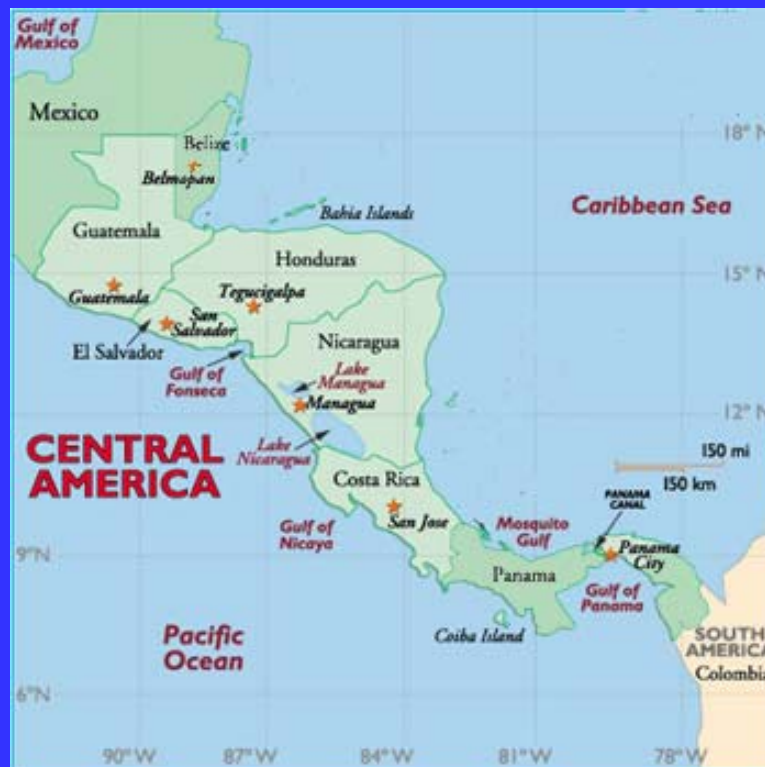 Gulf of
Mexico
Mexico
18° N
Belize
Belmopan
Bahia Islands
Caribbean Sea
Guatemala
Honduras
15° N
Guatemala
Tegucigalpa
San
Salvador
Nicaragua
El Salvador
Gulf of
Fonseca
Lake
Managua
Managua
12° N
CENTRAL
AMERICA
Lake
Nicaragua
150 mi
150 km
Costa Rica
San Jose
PANAMA
CANAL
Gulf of
Nicaya
Mosquito
Gulf
9°N
Panama
City
Panama
Gulf of
Panama
Pacific
Ocean
Coiba Island
SOUTH
AMERICA
Colombia
6°N
90° W
87° W
84° W
81° W
78° W